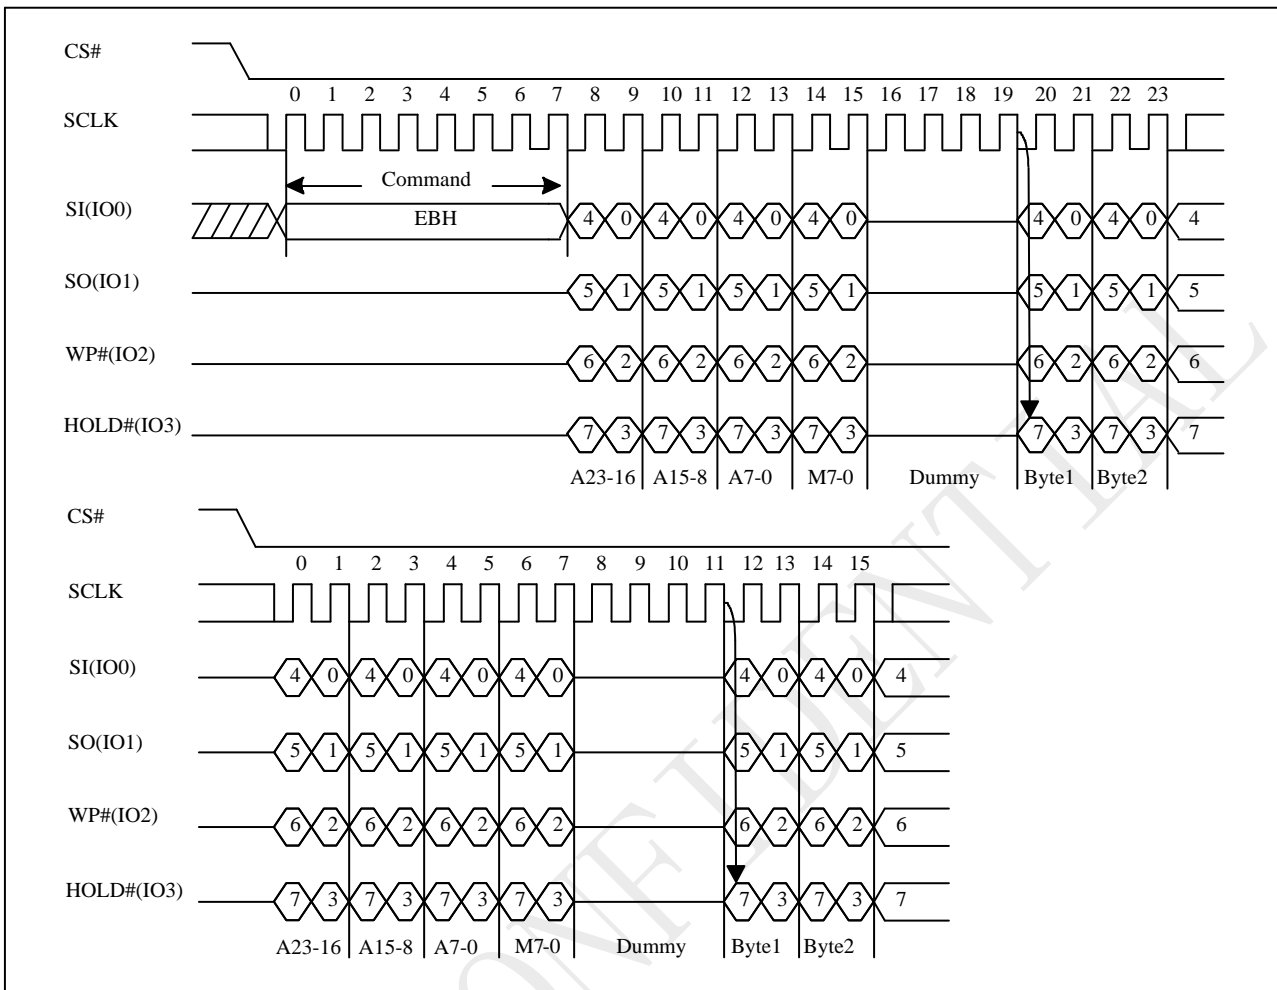 CS#
0 1 2 3 4 5 6 7 8 9 10 11 12 13 14 15 16 17 18 19 20 21 22 23
SCLK
Command
SI(IO0) EBH 4 0 4 0 4 0 4 0 4 0 4 0 4
SO(IO1) 5 1 5 1 5 1 5 1 5 1 5 1 5
WP#(IO2) 6 2 6 2 6 2 6 2 6 2 6 2 6
HOLD#(IO3) 7 3 7 3 7 3 7 3 7 3 7 3 7
A23-16 A15-8 A7-0 M7-0 Dummy Byte1 Byte2
CS#
0 1 2 3 4 5 6 7 8 9 10 11 12 13 14 15
SCLK
SI(IO0) 4 0 4 0 4 0 4 0 4 0 4 0 4
SO(IO1) 5 1 5 1 5 1 5 1 5 1 5 1 5
WP#(IO2) 6 2 6 2 6 2 6 2 6 2 6 2 6
HOLD#(IO3) 7 3 7 3 7 3 7 3 7 3 7 3 7
A23-16 A15-8 A7-0 M7-0 Dummy Byte1 Byte2
ONFIDENTIAL